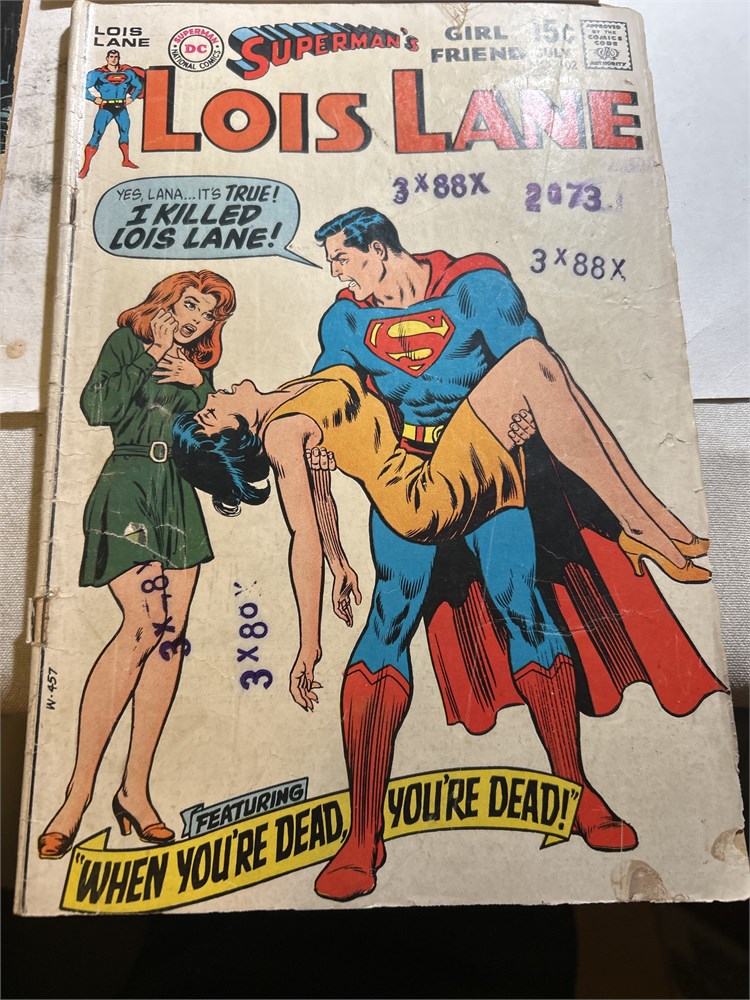 LOIS
LANE
SUPERMAN
DC
NATIONAL COMICS
SUPERMAN's
GIRL
FRIEND
15¢
JULY
APPROVED
BY THE
COMICS
CODE
AUTHORITY
LOIS LANE
YES, LANA...IT'S TRUE!
I KILLED
LOIS LANE!
3x88x
2073
3x88x
3x80"
W-457
FEATURING
"WHEN YOU'RE DEAD,
YOU'RE DEAD!"